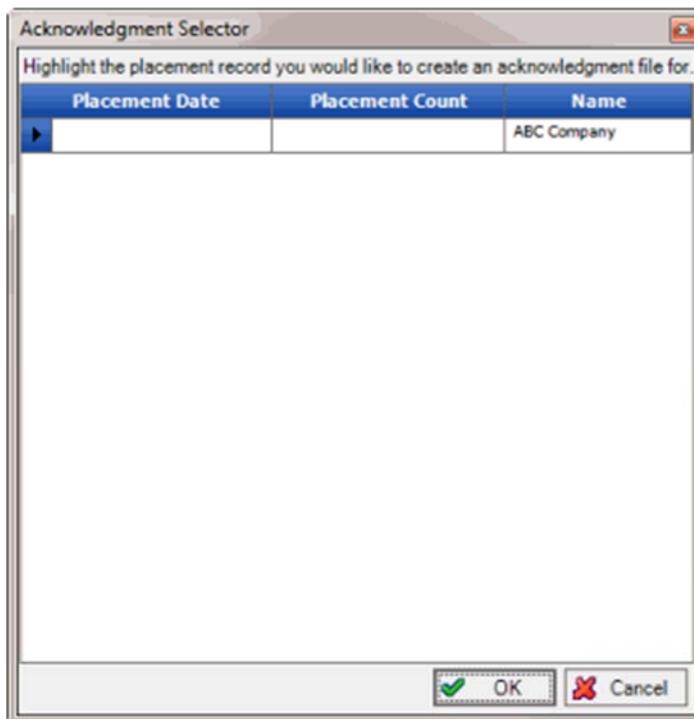 Acknowledgment Selector
Highlight the placement record you would like to create an acknowledgment file for.
Placement Date Placement Count Name
ABC Company
OK Cancel